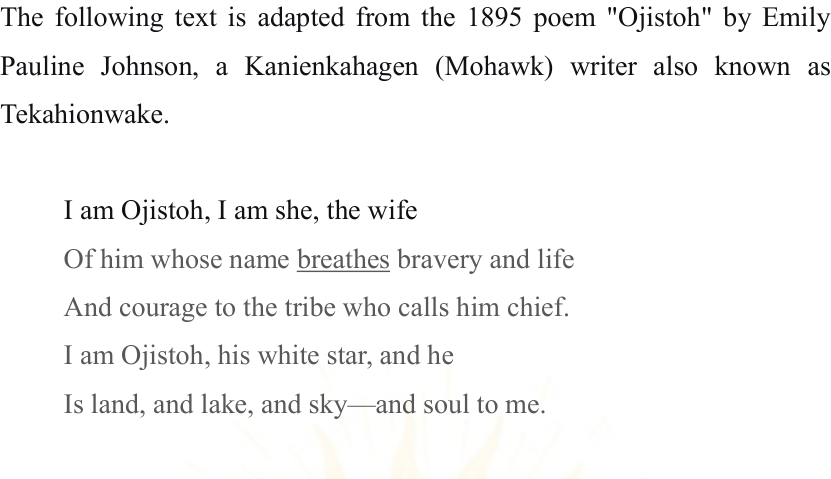 The following text is adapted from the 1895 poem "Ojistoh" by Emily
Pauline Johnson, a Kanienkahagen (Mohawk) writer also known as
Tekahionwake.
I am Ojistoh, I am she, the wife
Of him whose name breathes bravery and life
And courage to the tribe who calls him chief.
I am Ojistoh, his white star, and he
Is land, and lake, and sky—and soul to me.